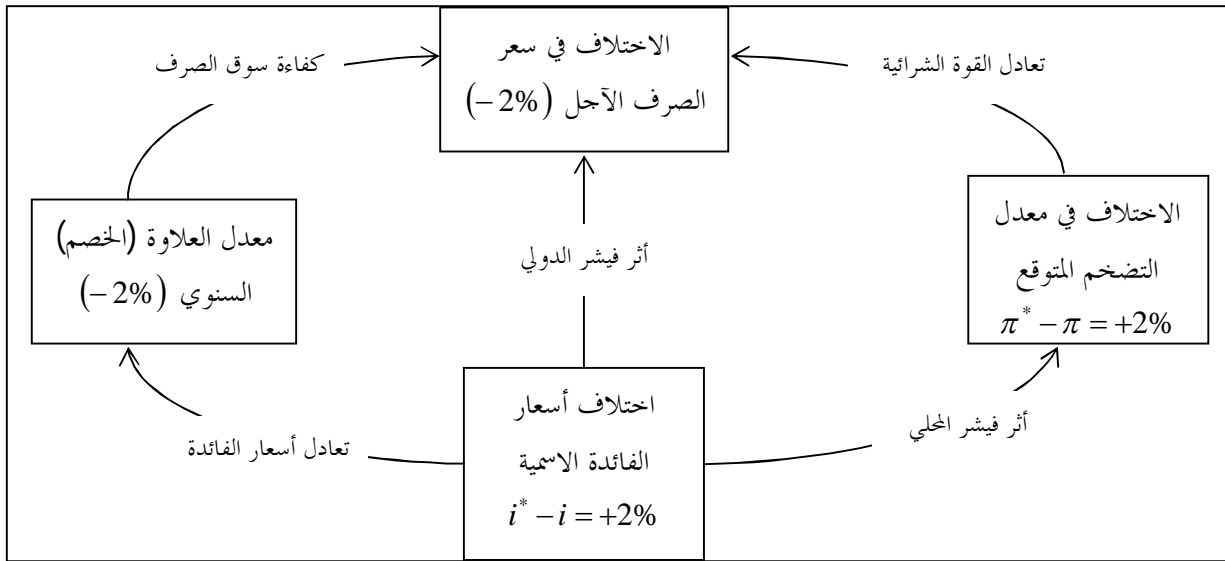 الاختلاف في سعر
الصرف الآجل (−2%)
تعادل القوة الشرائية
كفاءة سوق الصرف
الاختلاف في معدل
التضخم المتوقع
π* − π = +2%
أثر فيشر الدولي
معدل العلاوة (الخصم)
السنوي (−2%)
اختلاف أسعار
الفائدة الاسمية
i* − i = +2%
أثر فيشر المحلي
تعادل أسعار الفائدة